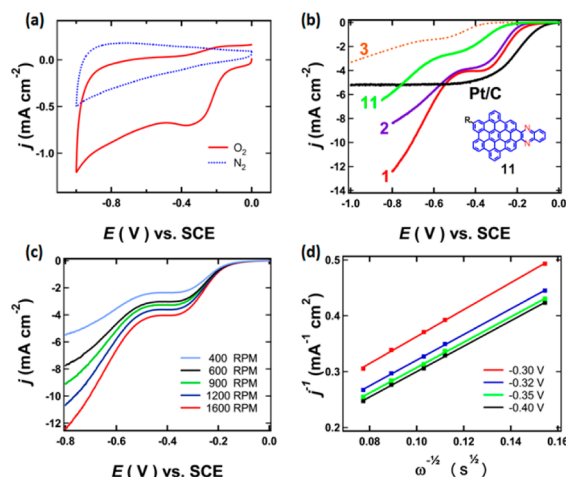 (a)
j (mA cm⁻²)
0.0
-0.5
-1.0
O₂
N₂
-0.8
-0.4
0.0
E ( V ) vs. SCE
(b)
j (mA cm⁻²)
0
-2
-4
-6
-8
-10
-12
-14
3
11
2
1
Pt/C
R
N
N
11
-1.0
-0.8
-0.6
-0.4
-0.2
0.0
E ( V ) vs. SCE
(c)
j (mA cm⁻²)
0
-2
-4
-6
-8
-10
-12
400 RPM
600 RPM
900 RPM
1200 RPM
1600 RPM
-0.8
-0.6
-0.4
-0.2
0.0
E ( V ) vs. SCE
(d)
j⁻¹ (mA⁻¹ cm²)
0.5
0.4
0.3
0.2
-0.30 V
-0.32 V
-0.35 V
-0.40 V
0.08
0.10
0.12
0.14
0.16
ω⁻½ (s½)